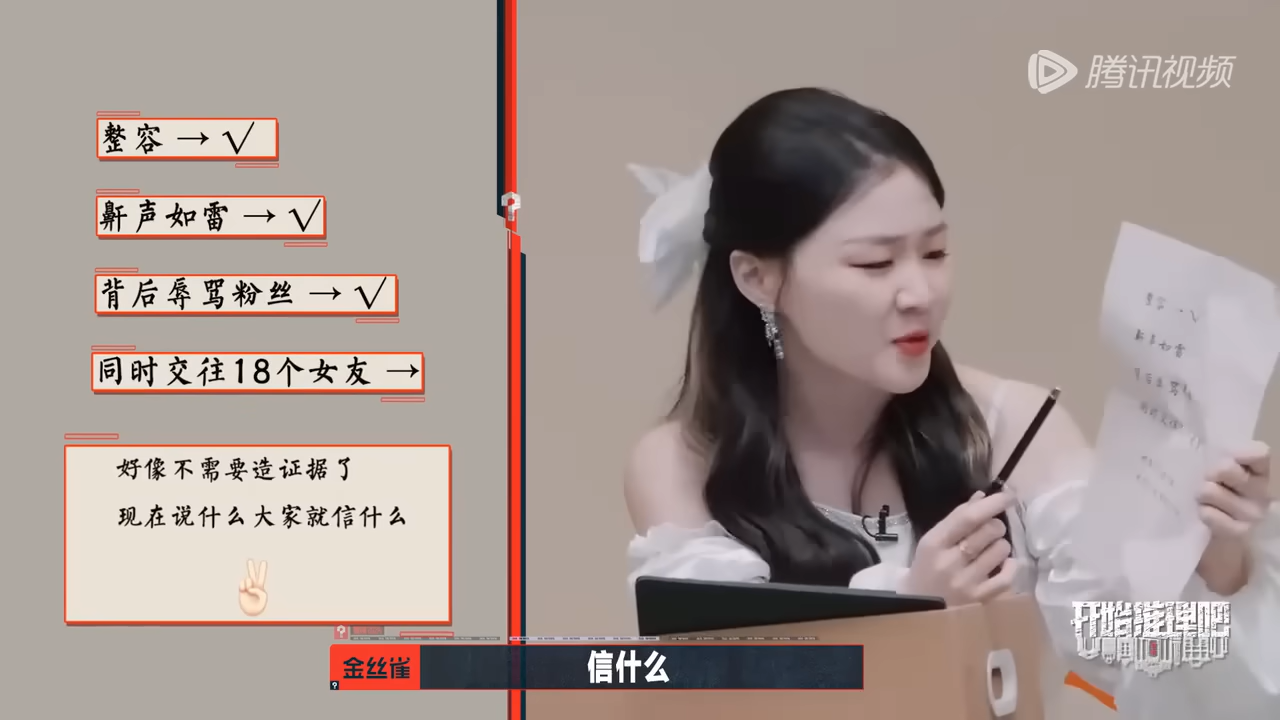 腾讯视频
整容 → √
鼾声如雷 → √
背后辱骂粉丝 → √
同时交往18个女友 →
好像不需要造证据了
现在说什么大家就信什么
金丝雀
信什么
开始推理吧